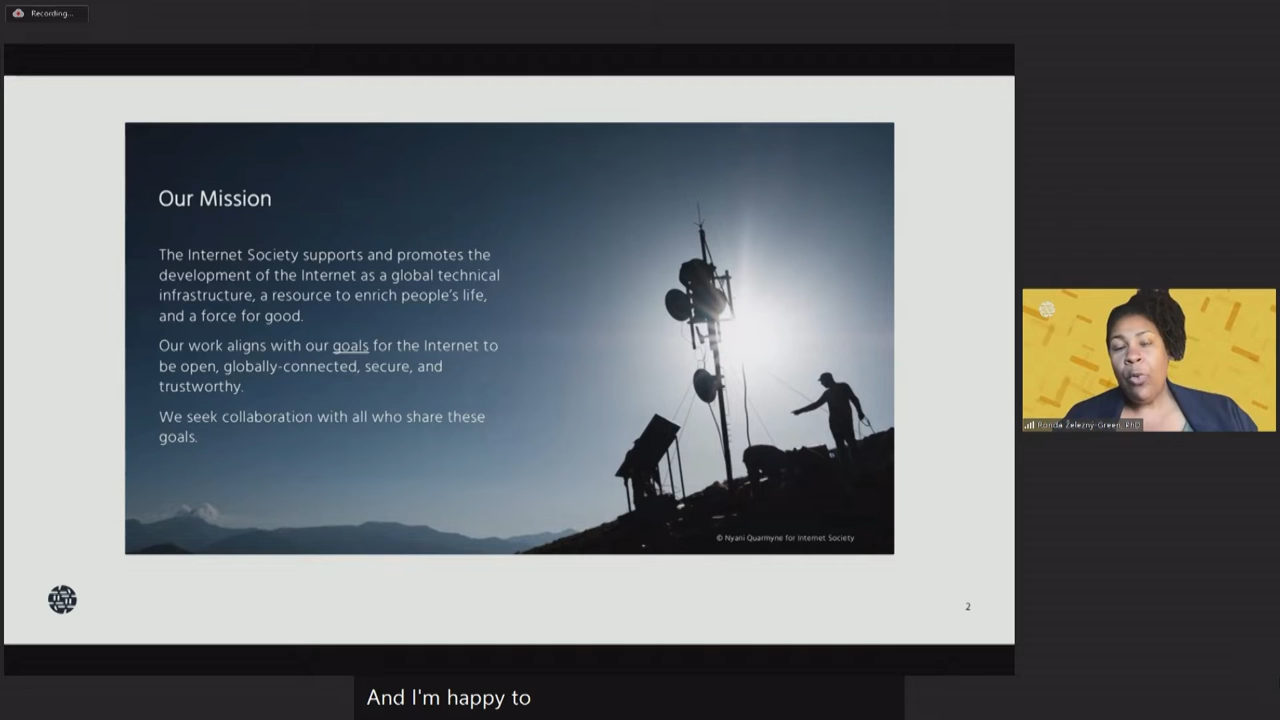 Recording...
Our Mission
The Internet Society supports and promotes the
development of the Internet as a global technical
infrastructure, a resource to enrich people's life,
and a force for good.
Our work aligns with our goals for the Internet to
be open, globally-connected, secure, and
trustworthy.
We seek collaboration with all who share these
goals.
© Nyani Quarmyne for Internet Society
2
Ronda Železný-Green, PhD
And I'm happy to